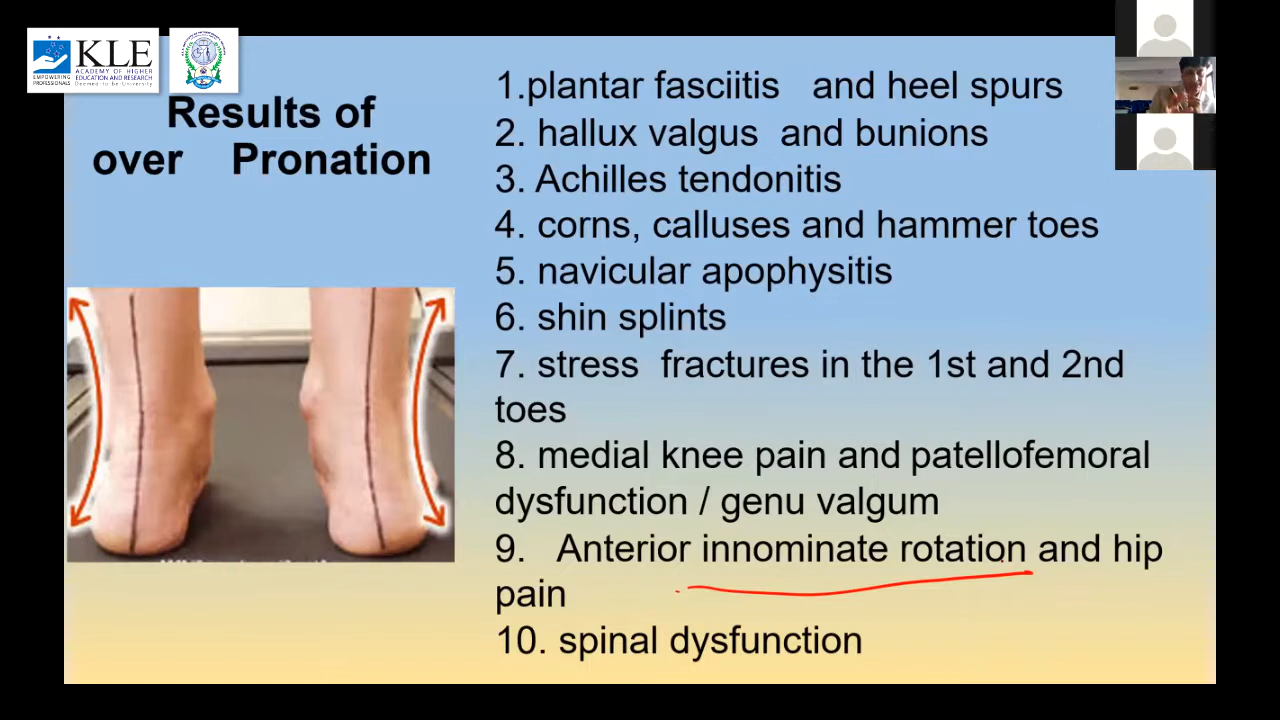 KLE
ACADEMY OF HIGHER
EDUCATION AND RESEARCH
Deemed-to-be-University
EMPOWERING
PROFESSIONALS
Results of
over Pronation
1.plantar fasciitis and heel spurs
2. hallux valgus and bunions
3. Achilles tendonitis
4. corns, calluses and hammer toes
5. navicular apophysitis
6. shin splints
7. stress fractures in the 1st and 2nd
toes
8. medial knee pain and patellofemoral
dysfunction / genu valgum
9. Anterior innominate rotation and hip
pain
10. spinal dysfunction